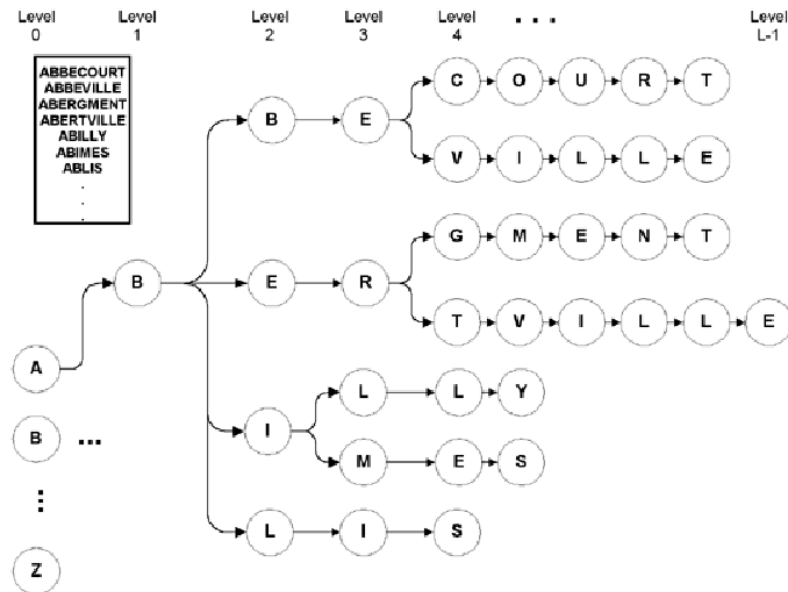 Level Level Level Level Level ... Level
0 1 2 3 4 L-1
ABBECOURT
ABBEVILLE
ABERGMENT
ABERTVILLE
ABILLY
ABIMES
ABLIS
.
.
.
B E C O U R T
V I L L E
B E R G M E N T
T V I L L E
A
I L L Y
B ...
M E S
L I S
Z